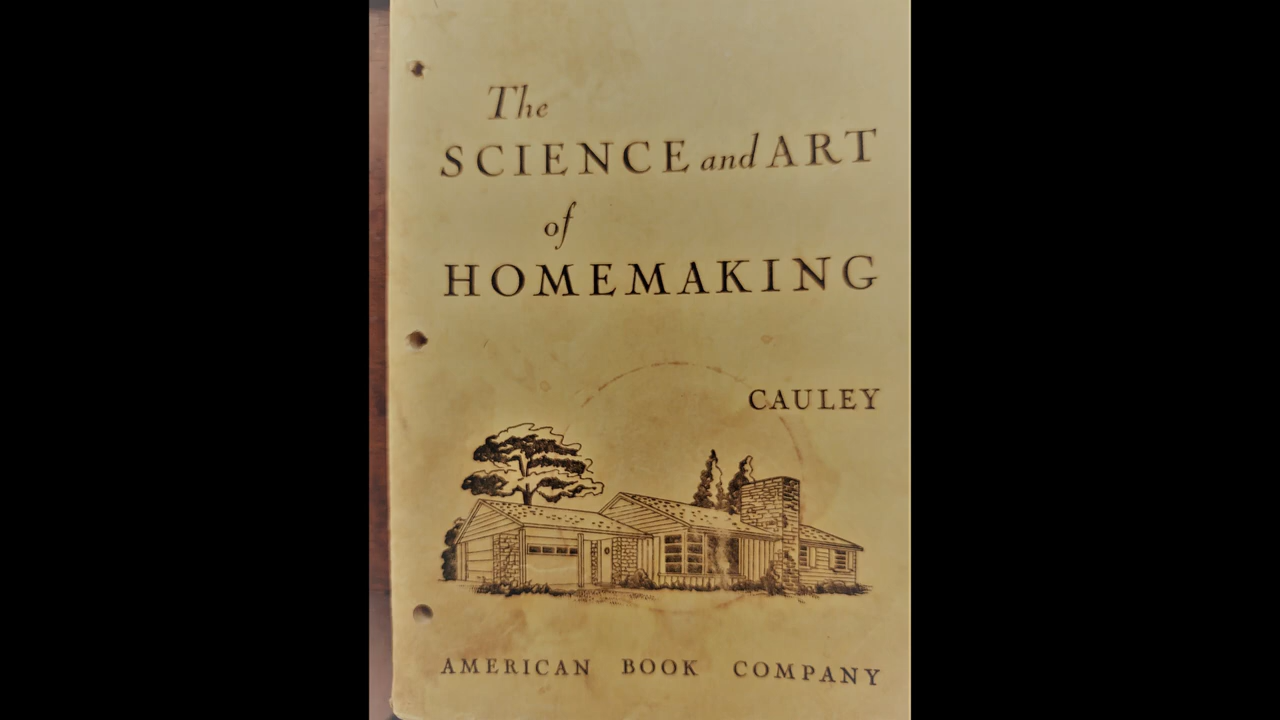 The
SCIENCE and ART
of
HOMEMAKING
CAULEY
AMERICAN BOOK COMPANY